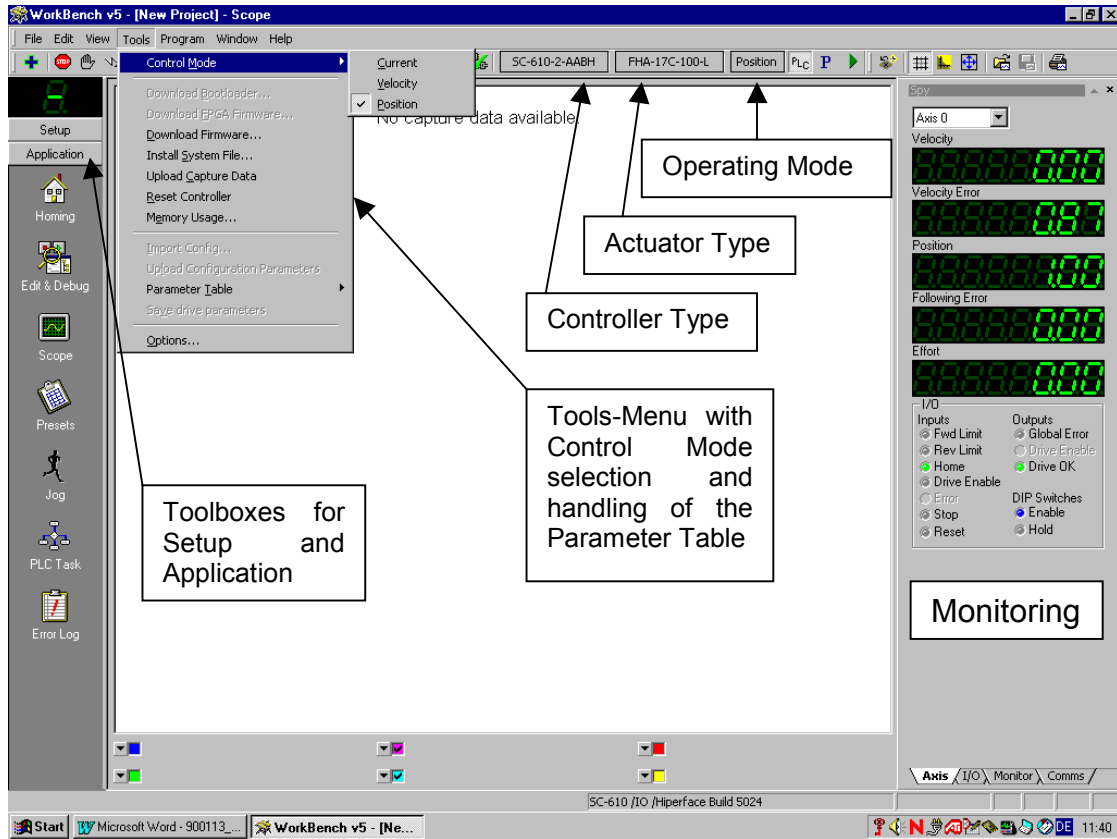 WorkBench v5 - [New Project] - Scope
File Edit View Tools Program Window Help
SC-610-2-AABH FHA-17C-100-L Position PLC P
Control Mode
Download Bootloader...
Download FPGA Firmware...
Download Firmware...
Install System File...
Upload Capture Data
Reset Controller
Memory Usage...
Import Config...
Upload Configuration Parameters
Parameter Table
Save drive parameters
Options...
Current
Velocity
Position
No capture data available.
Setup
Application
Homing
Edit & Debug
Scope
Presets
Jog
PLC Task
Error Log
Operating Mode
Actuator Type
Controller Type
Tools-Menu with
Control Mode
selection and
handling of the
Parameter Table
Toolboxes for
Setup and
Application
Spy
Axis 0
Velocity
0.00
Velocity Error
0.87
Position
1.00
Following Error
0.00
Effort
0.00
I/O
Inputs
Fwd Limit
Rev Limit
Home
Drive Enable
Error
Stop
Reset
Outputs
Global Error
Drive Enable
Drive OK
DIP Switches
Enable
Hold
Monitoring
Axis I/O Monitor Comms
SC-610 /IO /Hiperface Build 5024
Start Microsoft Word - 900113_... WorkBench v5 - [Ne... N ATI DE 11:40